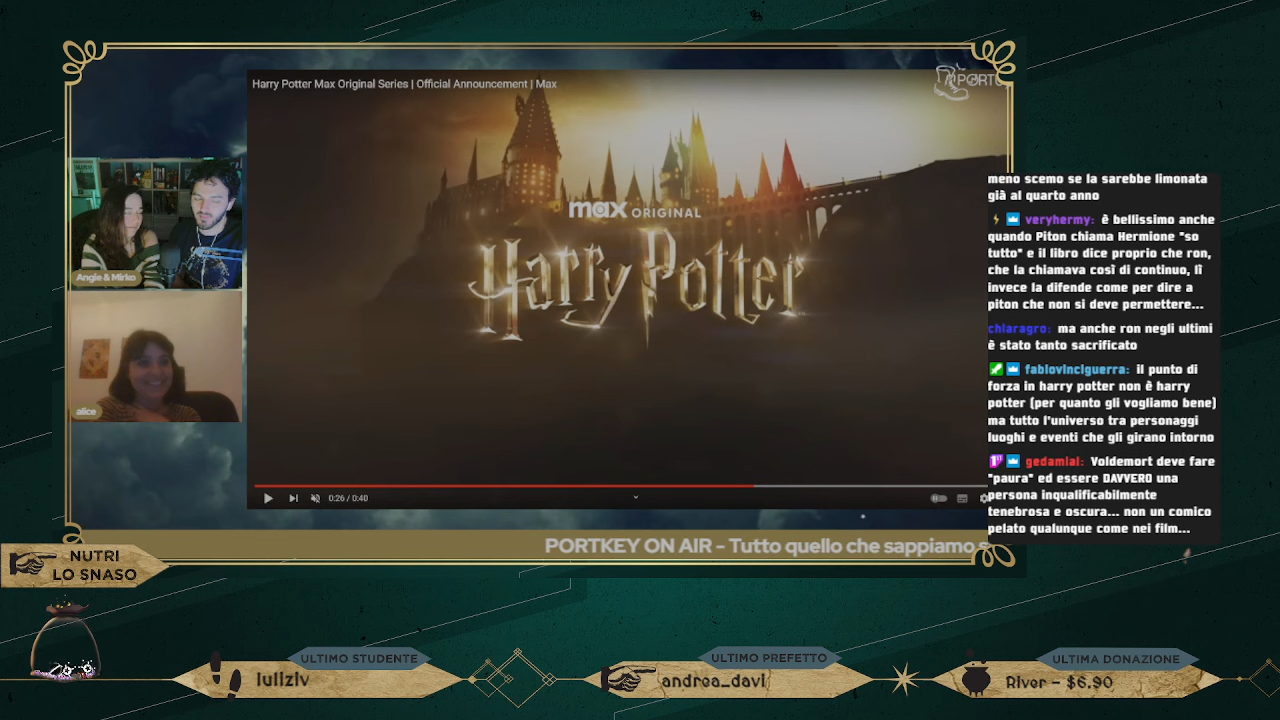 Harry Potter Max Original Series | Official Announcement | Max
PORTU
max ORIGINAL
Harry Potter
Angie & Mirko
alice
0:26 / 0:40
meno scemo se la sarebbe limonata
già al quarto anno
veryhermy: è bellissimo anche
quando Piton chiama Hermione "so
tutto" e il libro dice proprio che ron,
che la chiamava così di continuo, lì
invece la difende come per dire a
piton che non si deve permettere...
chiaragro: ma anche ron negli ultimi
è stato tanto sacrificato
fabiovinciguerra: il punto di
forza in harry potter non è harry
potter (per quanto gli vogliamo bene)
ma tutto l'universo tra personaggi
luoghi e eventi che gli girano intorno
gedamiai: Voldemort deve fare
"paura" ed essere DAVVERO una
persona inqualificabilmente
tenebrosa e oscura... non un comico
pelato qualunque come nei film...
PORTKEY ON AIR - Tutto quello che sappiamo s
NUTRI
LO SNASO
ULTIMO STUDENTE
iuliziv
ULTIMO PREFETTO
andrea_davi
ULTIMA DONAZIONE
River - $6.90